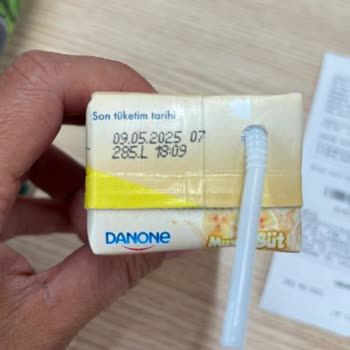 Son tüketim tarihi
09.05.2025 07
285.L 18:09
DANONE
Süt